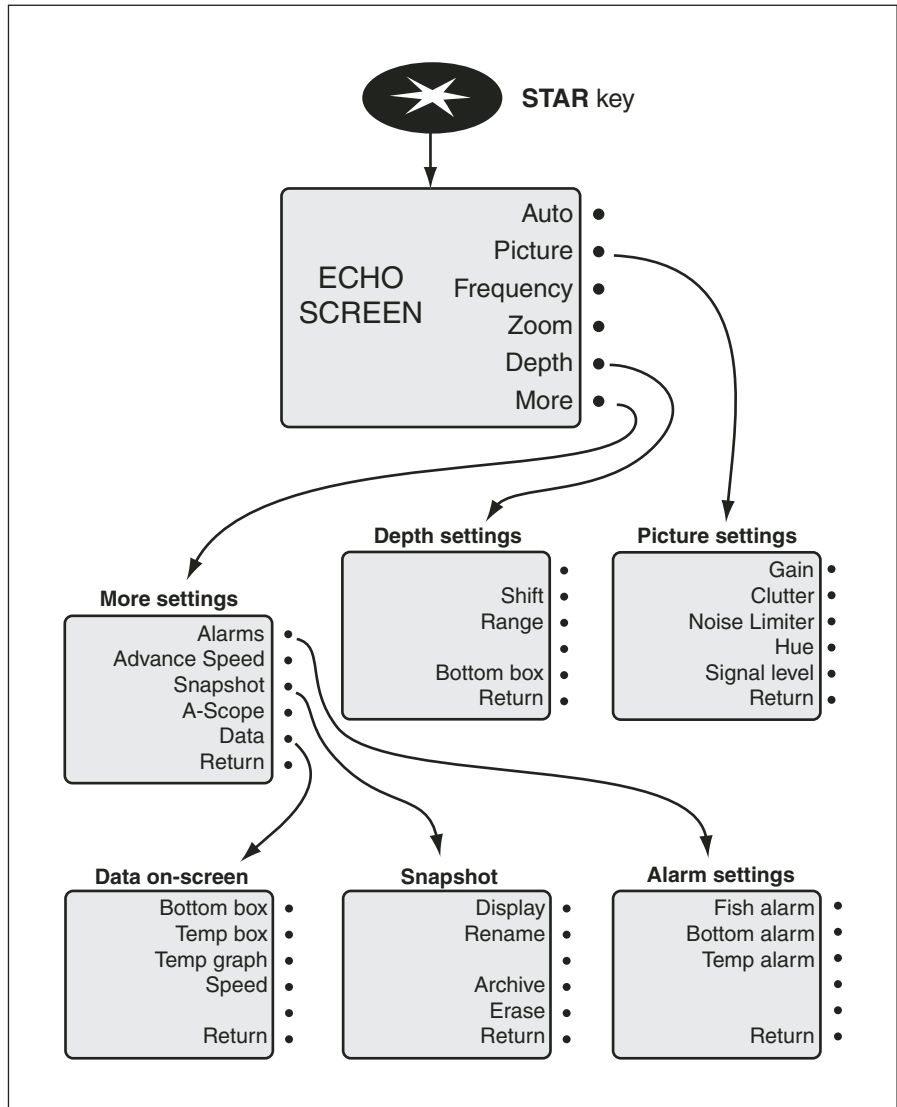 STAR key
ECHO
SCREEN
Auto
Picture
Frequency
Zoom
Depth
More
Depth settings
Shift
Range
Bottom box
Return
Picture settings
Gain
Clutter
Noise Limiter
Hue
Signal level
Return
More settings
Alarms
Advance Speed
Snapshot
A-Scope
Data
Return
Data on-screen
Bottom box
Temp box
Temp graph
Speed
Return
Snapshot
Display
Rename
Archive
Erase
Return
Alarm settings
Fish alarm
Bottom alarm
Temp alarm
Return